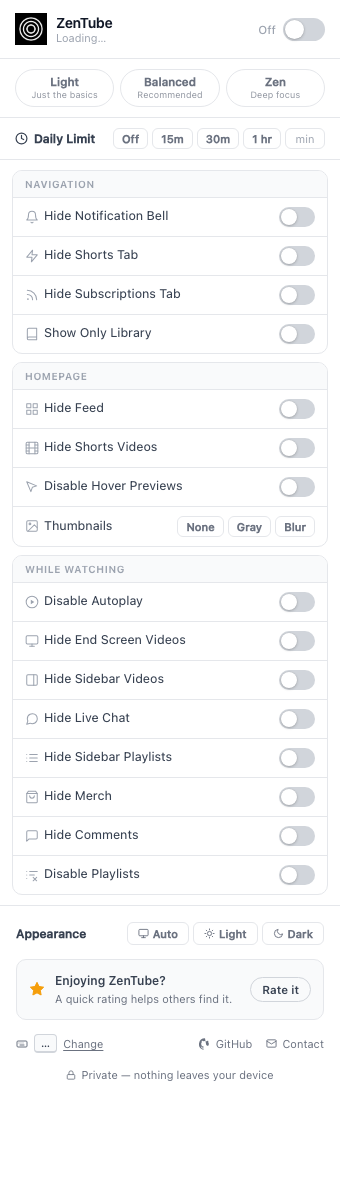 ZenTube
Loading...
Off
Light
Just the basics
Balanced
Recommended
Zen
Deep focus
Daily Limit
Off
15m
30m
1 hr
min
NAVIGATION
Hide Notification Bell
Hide Shorts Tab
Hide Subscriptions Tab
Show Only Library
HOMEPAGE
Hide Feed
Hide Shorts Videos
Disable Hover Previews
Thumbnails
None
Gray
Blur
WHILE WATCHING
Disable Autoplay
Hide End Screen Videos
Hide Sidebar Videos
Hide Live Chat
Hide Sidebar Playlists
Hide Merch
Hide Comments
Disable Playlists
Appearance
Auto
Light
Dark
Enjoying ZenTube?
A quick rating helps others find it.
Rate it
...
Change
GitHub
Contact
Private — nothing leaves your device